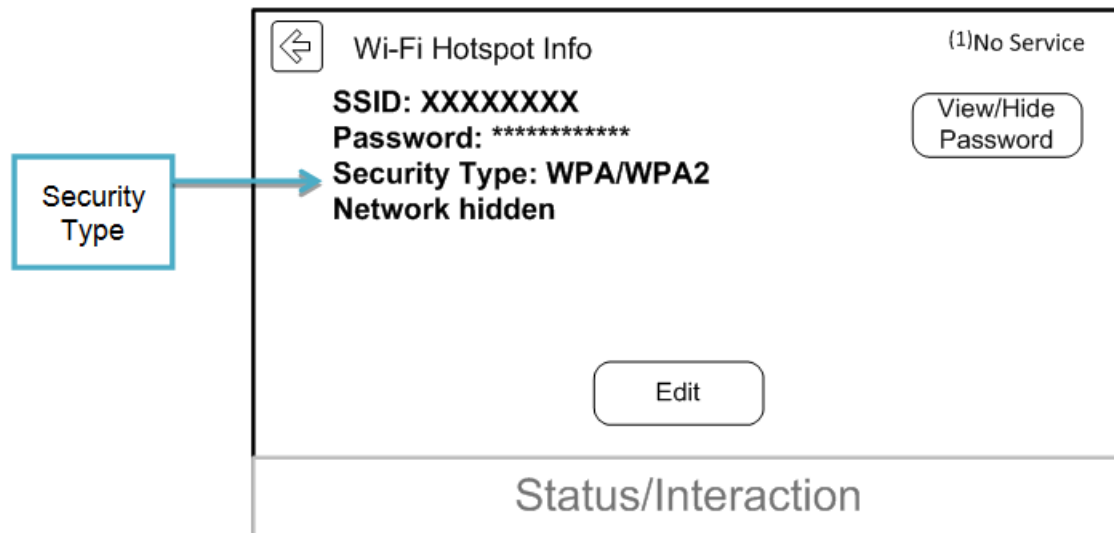 Wi-Fi Hotspot Info
(1)No Service
SSID: XXXXXXXX
Password: ************
View/Hide
Password
Security Type: WPA/WPA2
Network hidden
Security
Type
Edit
Status/Interaction